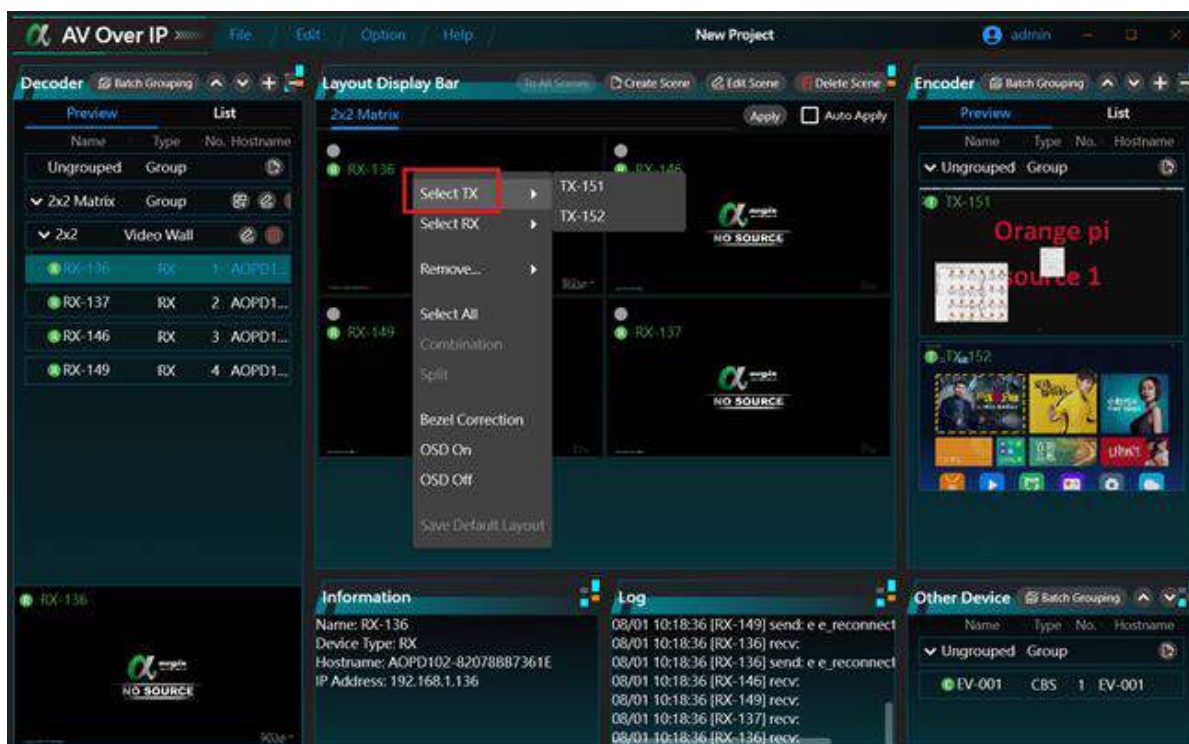 AV Over IP File / Edit / Option / Help / New Project admin
Decoder Batch Grouping
Preview List
Name Type No. Hostname
Ungrouped Group
2x2 Matrix Group
2x2 Video Wall
RX-136 RX 1 AOPD1...
RX-137 RX 2 AOPD1...
RX-146 RX 3 AOPD1...
RX-149 RX 4 AOPD1...
RX-136
NO SOURCE
Layout Display Bar To All Scenes Create Scene Edit Scene Delete Scene
2x2 Matrix Apply Auto Apply
RX-136
RX-146
NO SOURCE
RX-149
RX-137
NO SOURCE
Select TX
TX-151
TX-152
Select RX
Remove...
Select All
Combination
Split
Bezel Correction
OSD On
OSD Off
Save Default Layout
Information
Name: RX-136
Device Type: RX
Hostname: AOPD102-82078B87361E
IP Address: 192.168.1.136
Log
08/01 10:18:36 [RX-149] send: e e_reconnect
08/01 10:18:36 [RX-136] recv:
08/01 10:18:36 [RX-136] send: e e_reconnect
08/01 10:18:36 [RX-146] recv:
08/01 10:18:36 [RX-149] recv:
08/01 10:18:36 [RX-137] recv:
08/01 10:18:36 [RX-136] recv:
Encoder Batch Grouping
Preview List
Name Type No. Hostname
Ungrouped Group
TX-151
Orange pi
source 1
TX-152
Other Device Batch Grouping
Name Type No. Hostname
Ungrouped Group
EV-001 CBS 1 EV-001